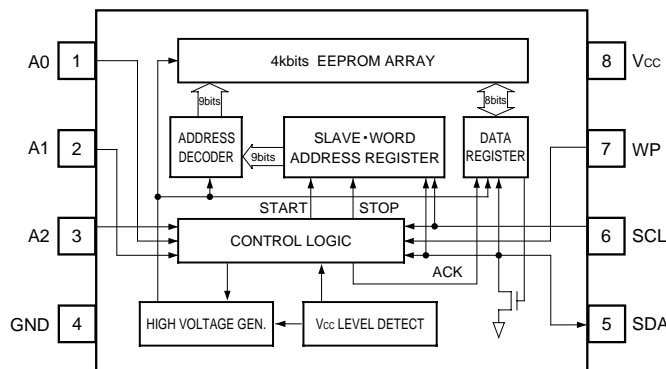 A0 1
4kbits EEPROM ARRAY
8 Vcc
9bits
8bits
A1 2
ADDRESS
DECODER
9bits
SLAVE・WORD
ADDRESS REGISTER
DATA
REGISTER
7 WP
START
STOP
A2 3
CONTROL LOGIC
6 SCL
ACK
GND 4
HIGH VOLTAGE GEN.
Vcc LEVEL DETECT
5 SDA